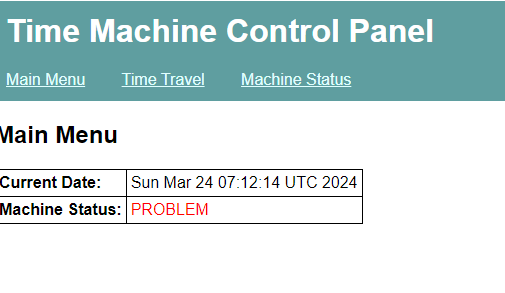 Time Machine Control Panel
Main Menu Time Travel Machine Status
Main Menu
Current Date: Sun Mar 24 07:12:14 UTC 2024
Machine Status: PROBLEM